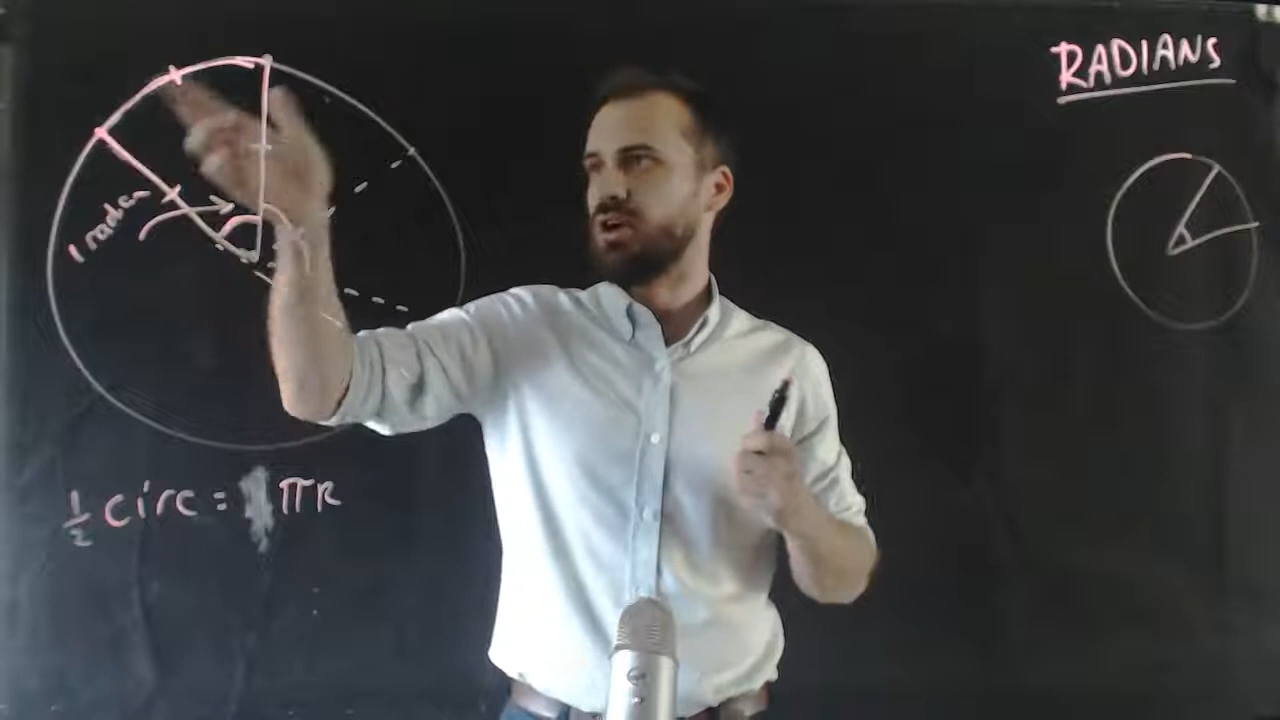 RADIANS
1 radian
½ circ = πR